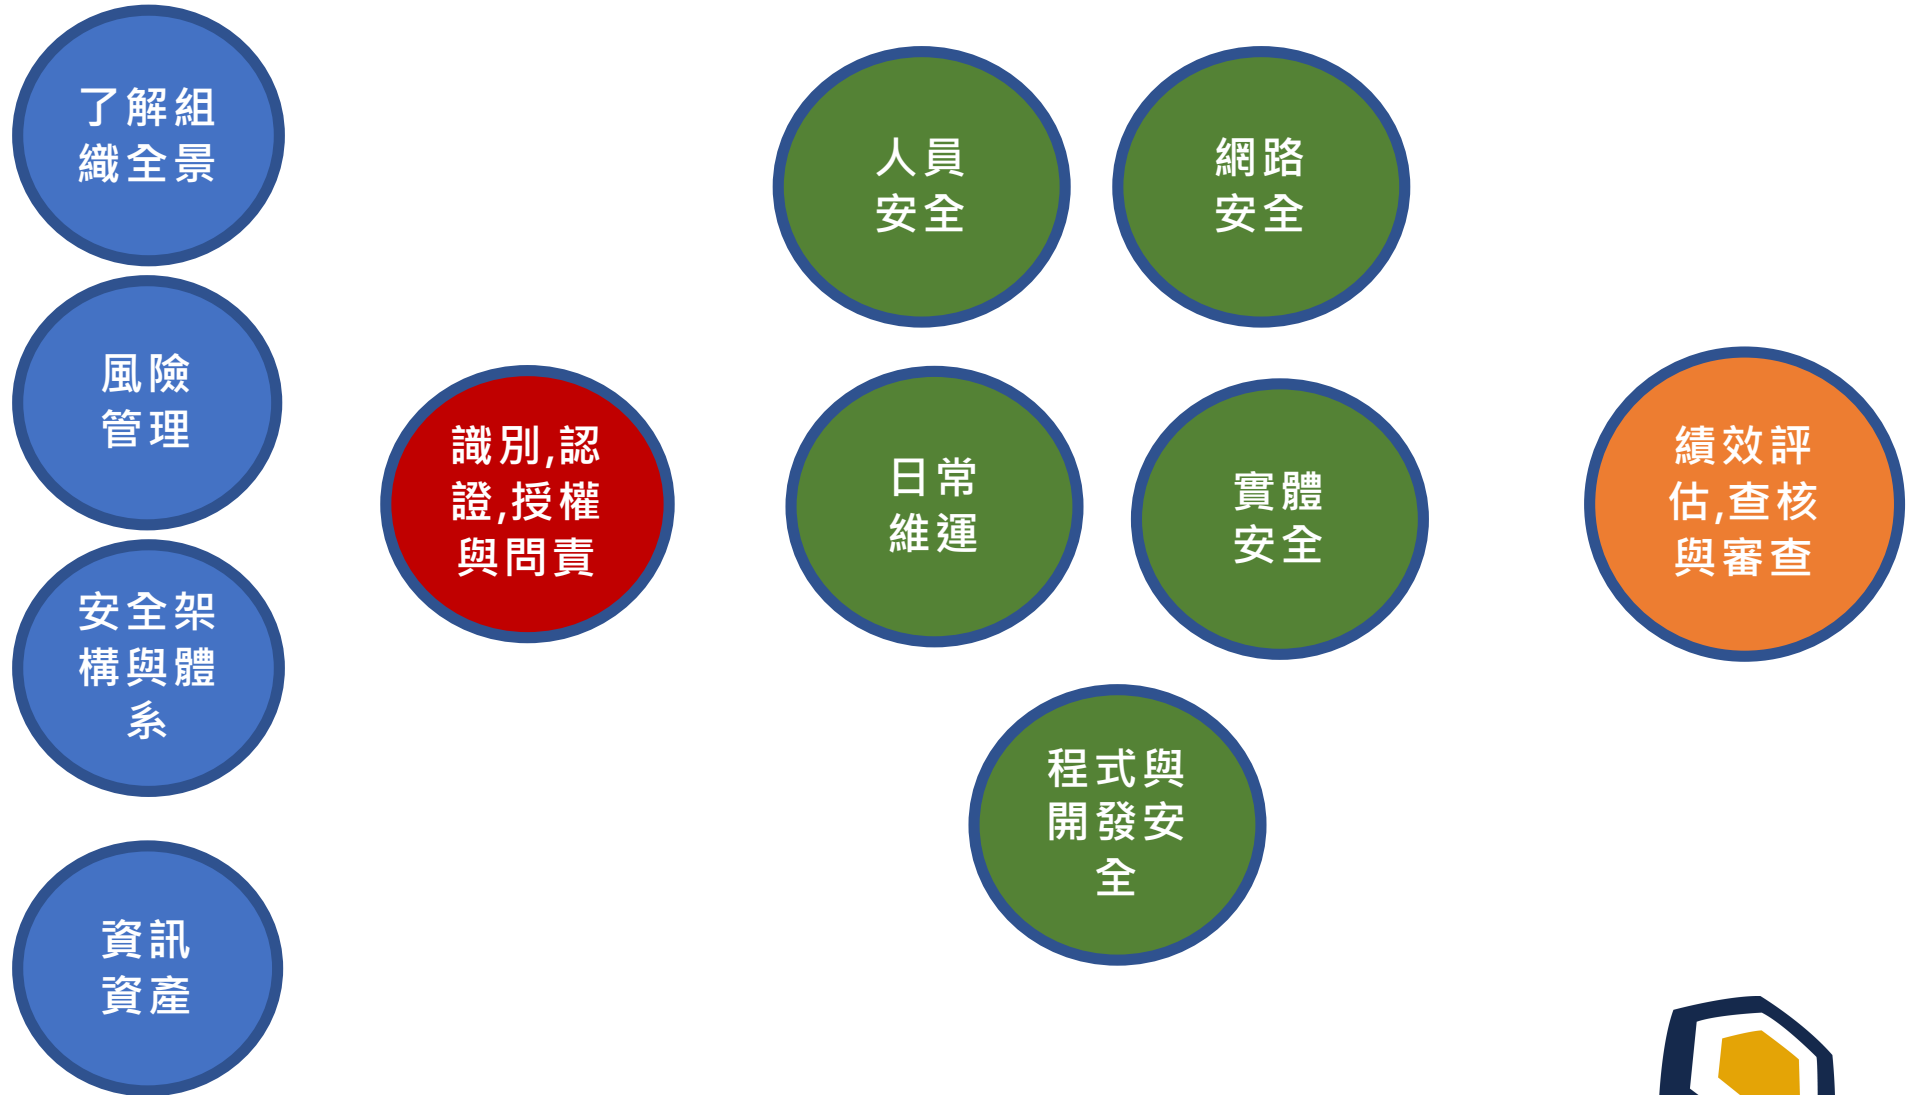 了解組
織全景
風險
管理
安全架
構與體
系
資訊
資產
識別,認
證,授權
與問責
人員
安全
網路
安全
日常
維運
實體
安全
程式與
開發安
全
績效評
估,查核
與審查